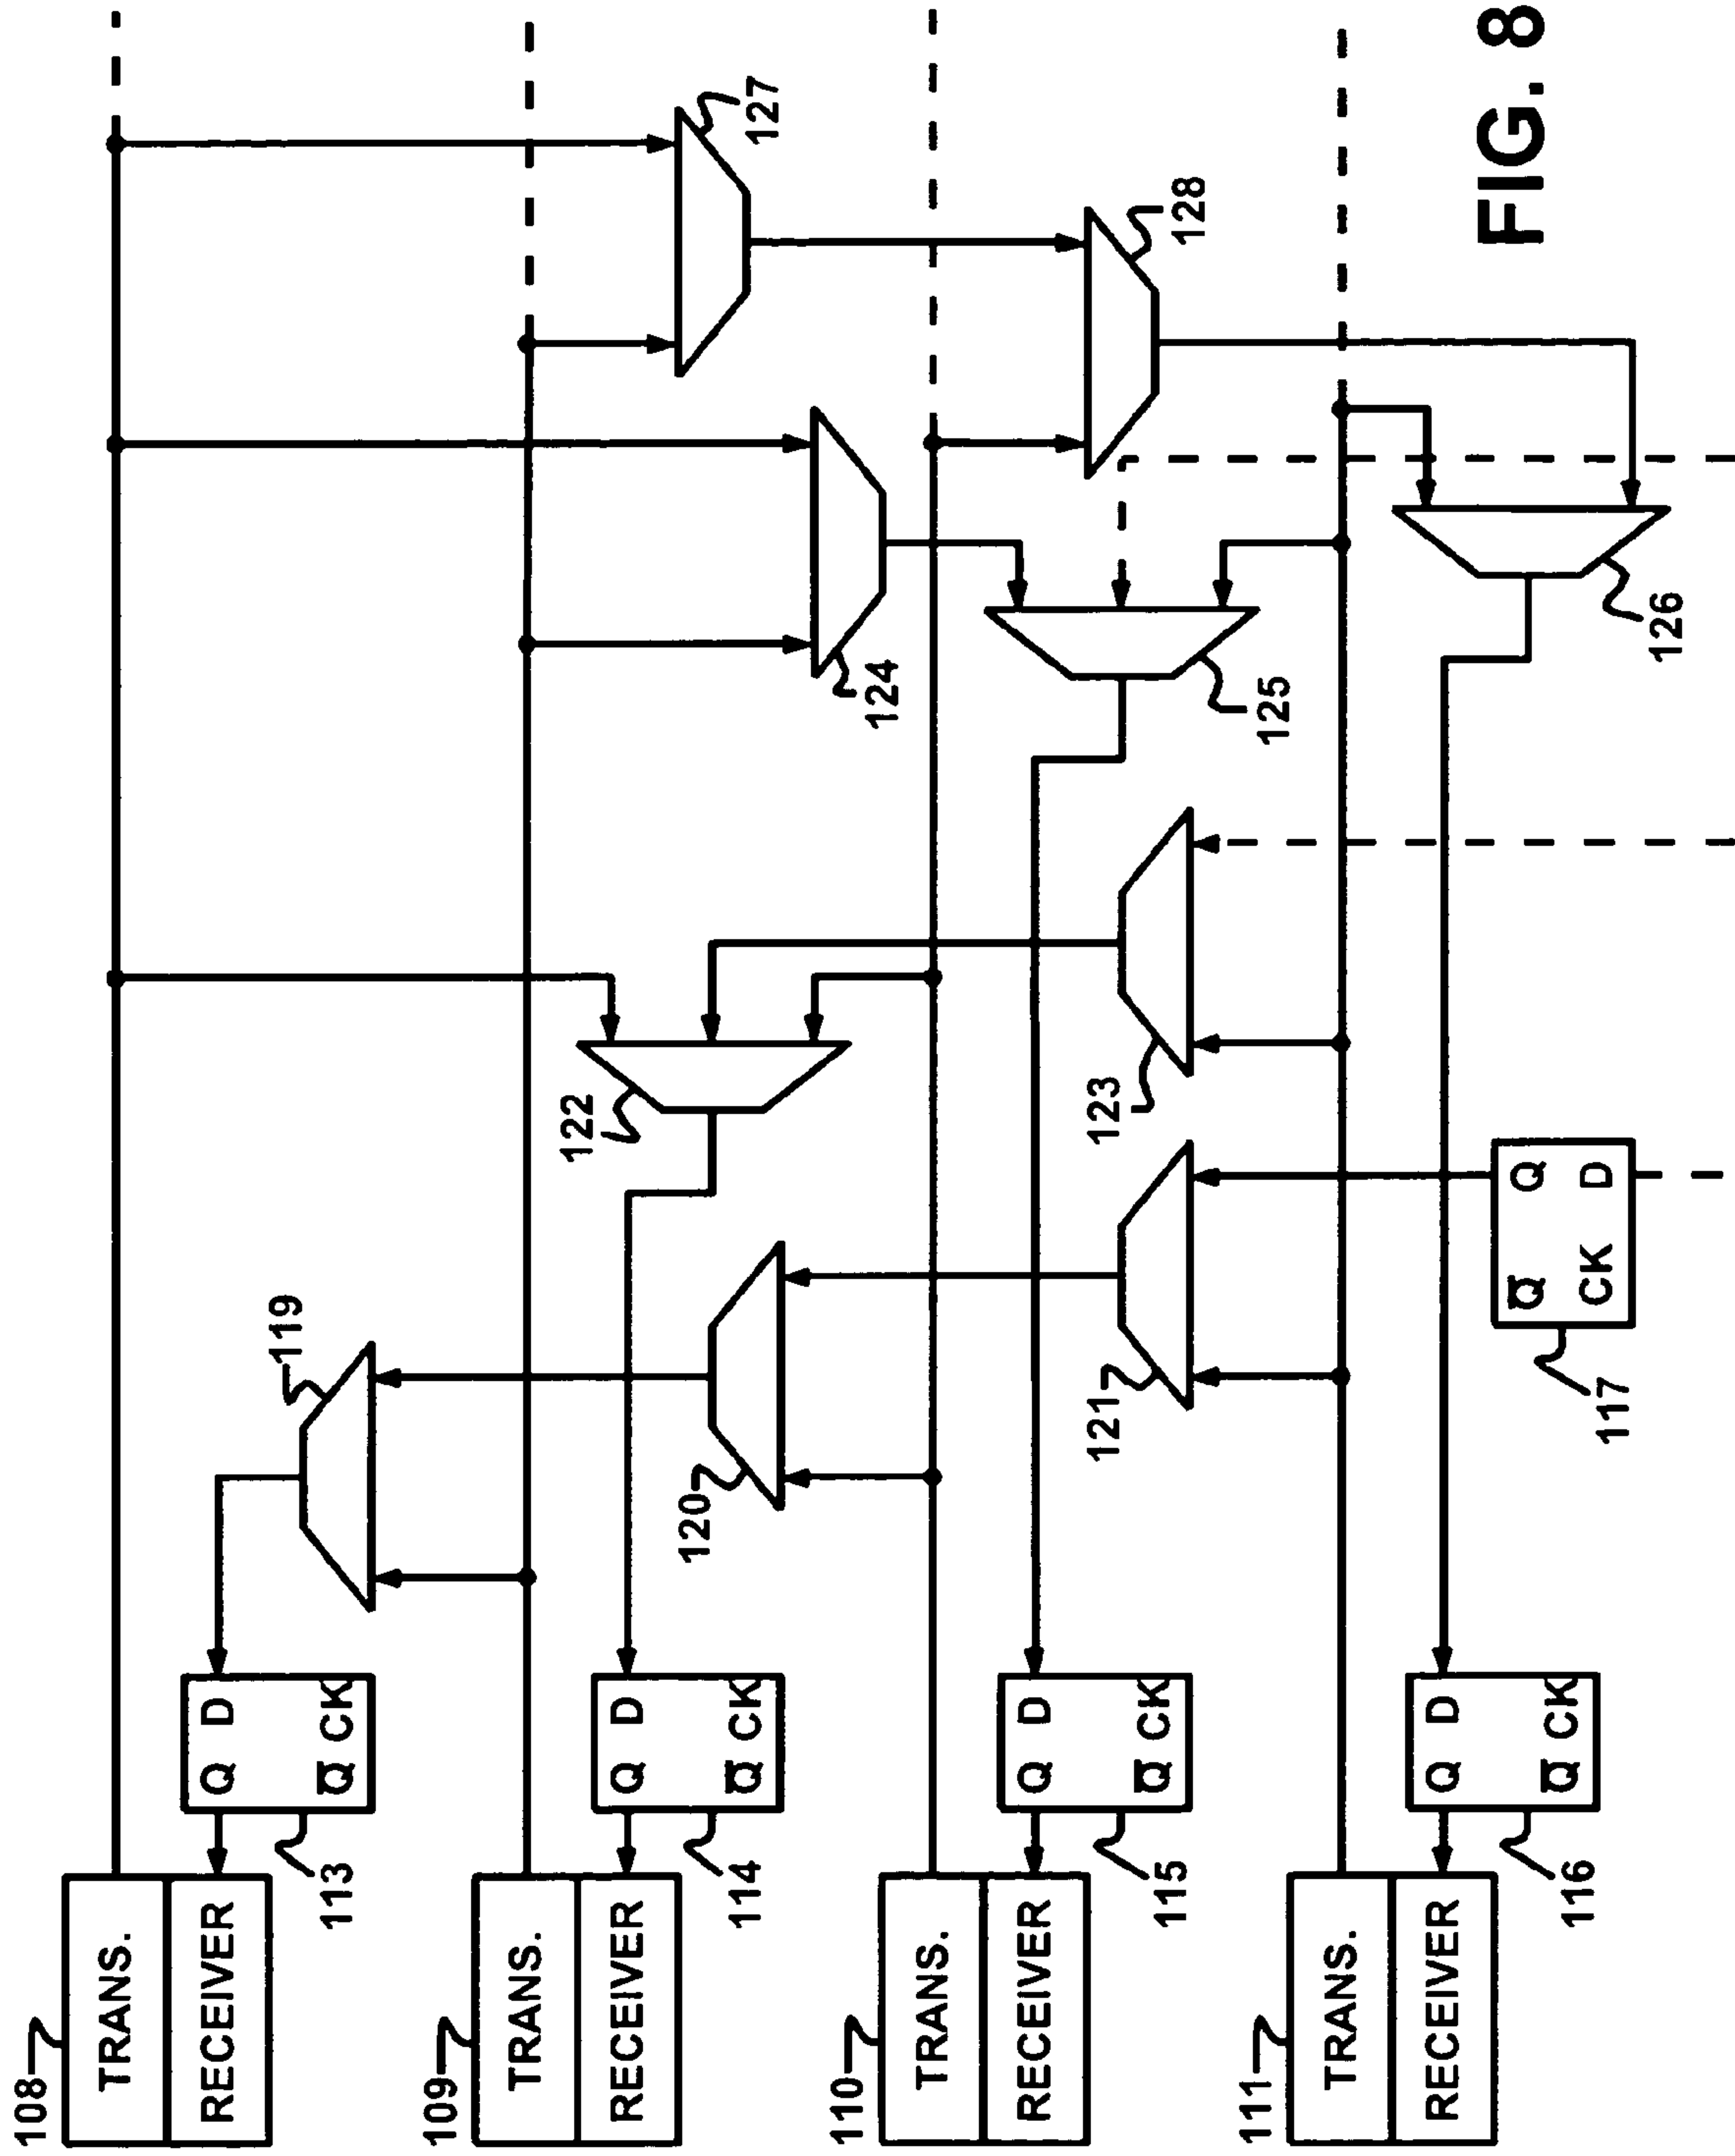 108
TRANS.
RECEIVER
Q D
Q̅ CK
113
119
109
TRANS.
RECEIVER
Q D
Q̅ CK
114
120
122
124
127
110
TRANS.
RECEIVER
Q D
Q̅ CK
115
121
123
125
128
111
TRANS.
RECEIVER
Q D
Q̅ CK
116
Q̅ Q
CK D
117
126
FIG. 8